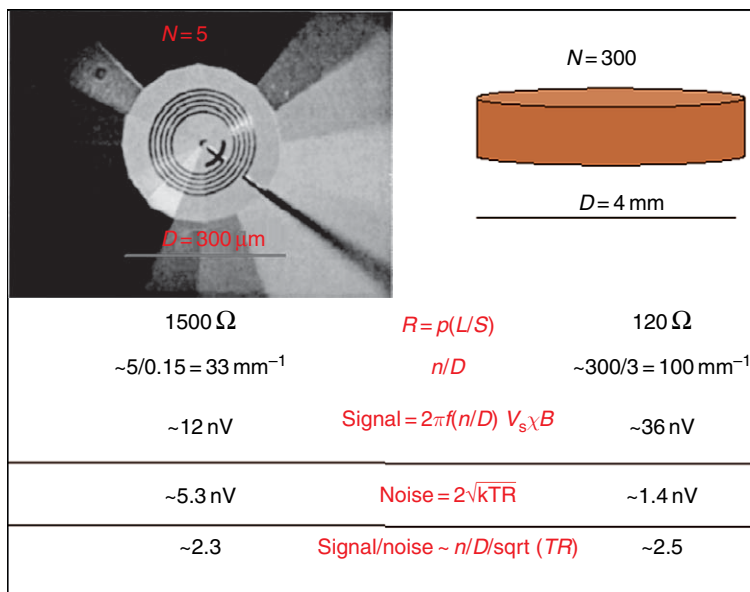 N = 5
N = 300
D = 300 μm
D = 4 mm
1500 Ω R = p(L/S) 120 Ω
~5/0.15 = 33 mm⁻¹ n/D ~300/3 = 100 mm⁻¹
~12 nV Signal = 2πf(n/D) VₛχB ~36 nV
~5.3 nV Noise = 2√kTR ~1.4 nV
~2.3 Signal/noise ~ n/D/sqrt (TR) ~2.5